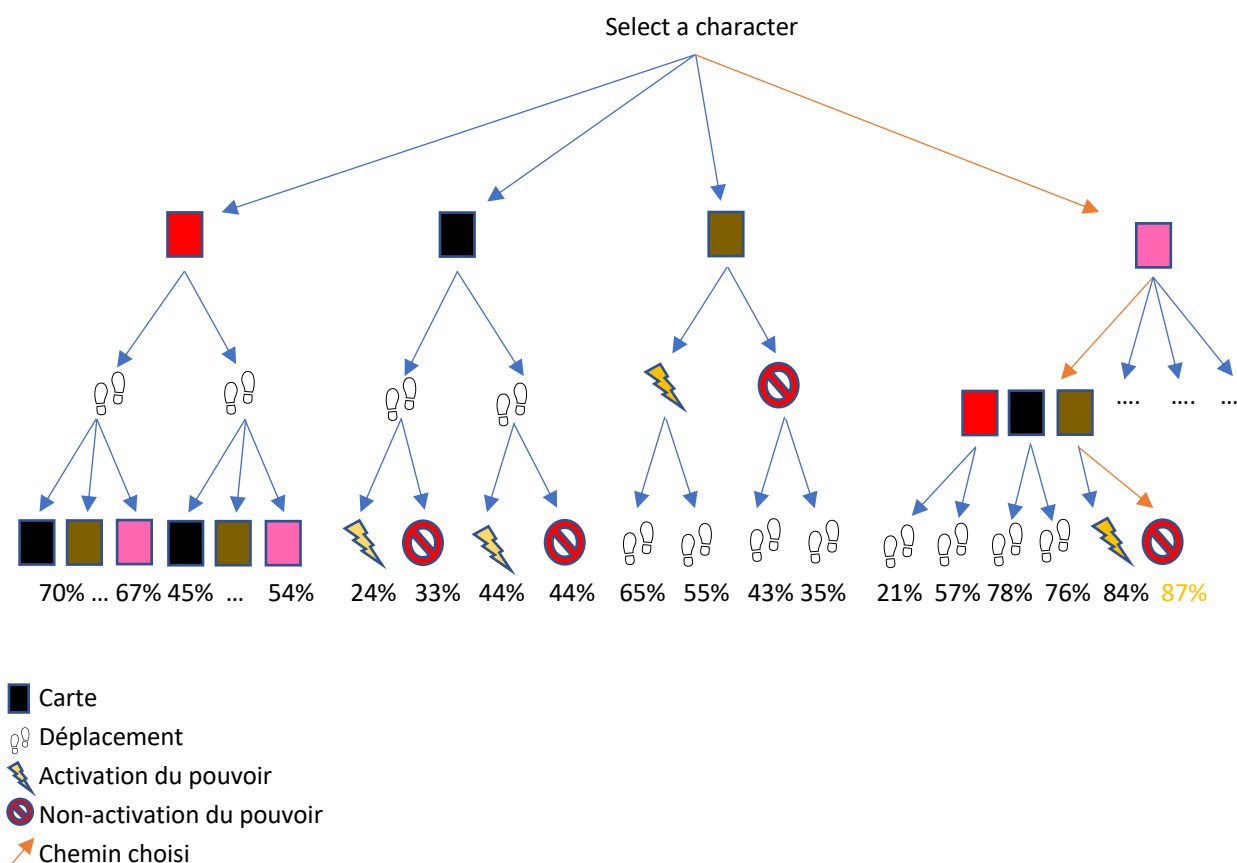 Select a character
.... .... ...
70% ... 67% 45% ... 54% 24% 33% 44% 44% 65% 55% 43% 35% 21% 57% 78% 76% 84% 87%
Carte
Déplacement
Activation du pouvoir
Non-activation du pouvoir
Chemin choisi